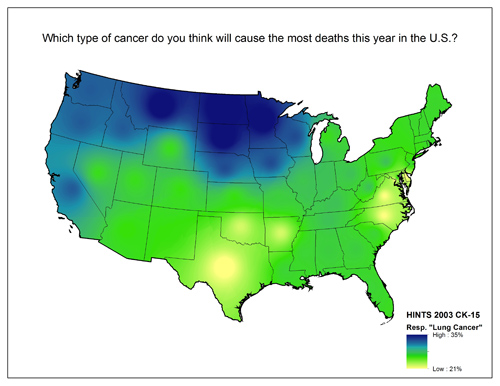 Which type of cancer do you think will cause the most deaths this year in the U.S.?
HINTS 2003 CK-15
Resp. "Lung Cancer"
High : 35%
Low : 21%